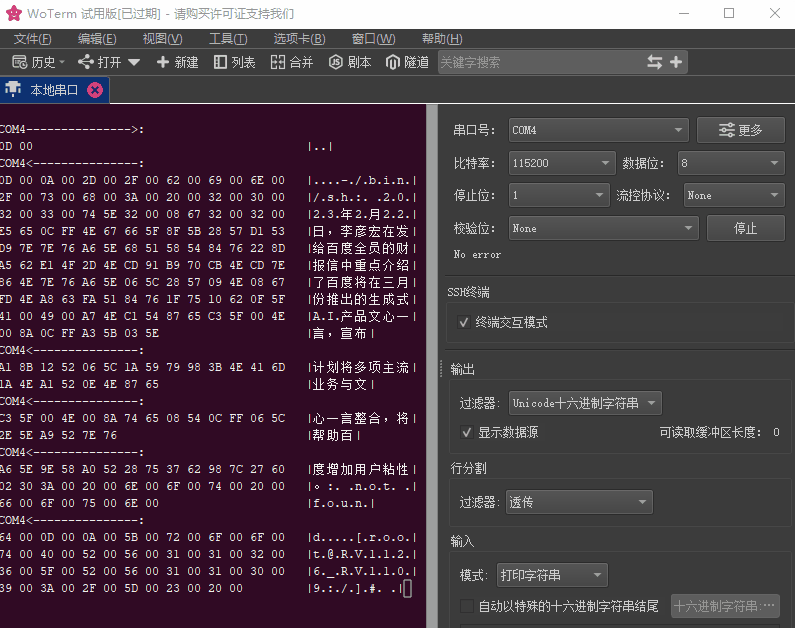 WoTerm 试用版[已过期] - 请购买许可证支持我们
文件(F) 编辑(E) 视图(V) 工具(T) 选项卡(B) 窗口(W) 帮助(H)
历史 打开 新建 列表 合并 剧本 隧道 关键字搜索
本地串口
COM4--------------->:
0D 00 |..|
COM4<---------------:
0D 00 0A 00 2D 00 2F 00 62 00 69 00 6E 00 |....-./.b.i.n.|
2F 00 73 00 68 00 3A 00 20 00 32 00 30 00 |/.s.h.:. .2.0.|
32 00 33 00 74 5E 32 00 08 67 32 00 32 00 |2.3.年2.月2.2.|
E5 65 0C FF 4E 67 66 5F 8F 5B 28 57 D1 53 |日，李彦宏在发|
D9 7E 7E 76 A6 5E 68 51 58 54 84 76 22 8D |给百度全员的财|
A5 62 E1 4F 2D 4E CD 91 B9 70 CB 4E CD 7E |报信中重点介绍|
86 4E 7E 76 A6 5E 06 5C 28 57 09 4E 08 67 |了百度将在三月|
FD 4E A8 63 FA 51 84 76 1F 75 10 62 0F 5F |份推出的生成式|
41 00 49 00 A7 4E C1 54 87 65 C3 5F 00 4E |A.I.产品文心一|
00 8A 0C FF A3 5B 03 5E |言，宣布|
COM4<---------------:
A1 8B 12 52 06 5C 1A 59 79 98 3B 4E 41 6D |计划将多项主流|
1A 4E A1 52 0E 4E 87 65 |业务与文|
COM4<---------------:
C3 5F 00 4E 00 8A 74 65 08 54 0C FF 06 5C |心一言整合，将|
2E 5E A9 52 7E 76 |帮助百|
COM4<---------------:
A6 5E 9E 58 A0 52 28 75 37 62 98 7C 27 60 |度增加用户粘性|
02 30 3A 00 20 00 6E 00 6F 00 74 00 20 00 |。:. .n.o.t. .|
66 00 6F 00 75 00 6E 00 |f.o.u.n.|
COM4<---------------:
64 00 0D 00 0A 00 5B 00 72 00 6F 00 6F 00 |d.....[.r.o.o.|
74 00 40 00 52 00 56 00 31 00 31 00 32 00 |t.@.R.V.1.1.2.|
36 00 5F 00 52 00 56 00 31 00 31 00 30 00 |6._.R.V.1.1.0.|
39 00 3A 00 2F 00 5D 00 23 00 20 00 |9.:./.].#. .|
串口号: COM4 更多
比特率: 115200 数据位: 8
停止位: 1 流控协议: None
校验位: None 停止
No error
SSH终端
终端交互模式
输出
过滤器: Unicode十六进制字符串
显示数据源 可读取缓冲区长度: 0
行分割
过滤器: 透传
输入
模式: 打印字符串
自动以特殊的十六进制字符串结尾 十六进制字符串:...